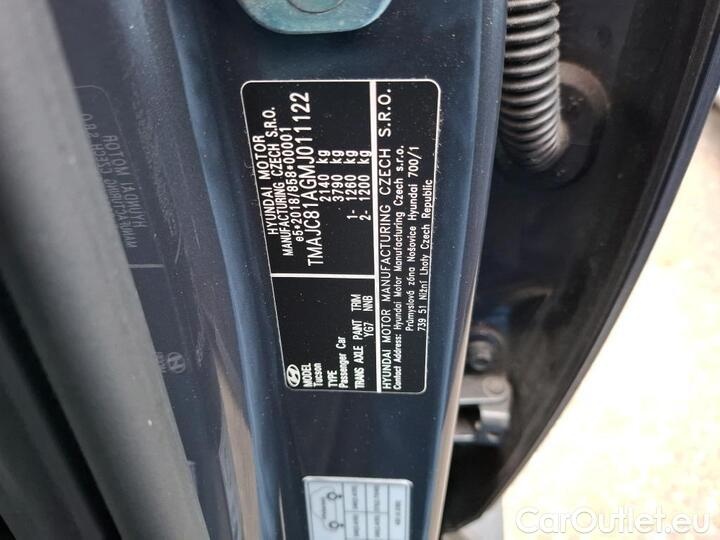 HYUNDAI MOTOR
MANUFACTURING CZECH S.R.O.
e5*2018/858*00001
TMAJC81AGMJ011122
2140 kg
3790 kg
1- 1260 kg
2- 1200 kg
MODEL
Tucson
TYPE
Passenger Car
TRANS AXLE PAINT TRIM
YG7 NNB
HYUNDAI MOTOR MANUFACTURING CZECH S.R.O.
Contact Address: Hyundai Motor Manufacturing Czech s.r.o.
Průmyslová zóna Nošovice Hyundai 700/1
739 51 Nižní Lhoty Czech Republic
CarOutlet.eu